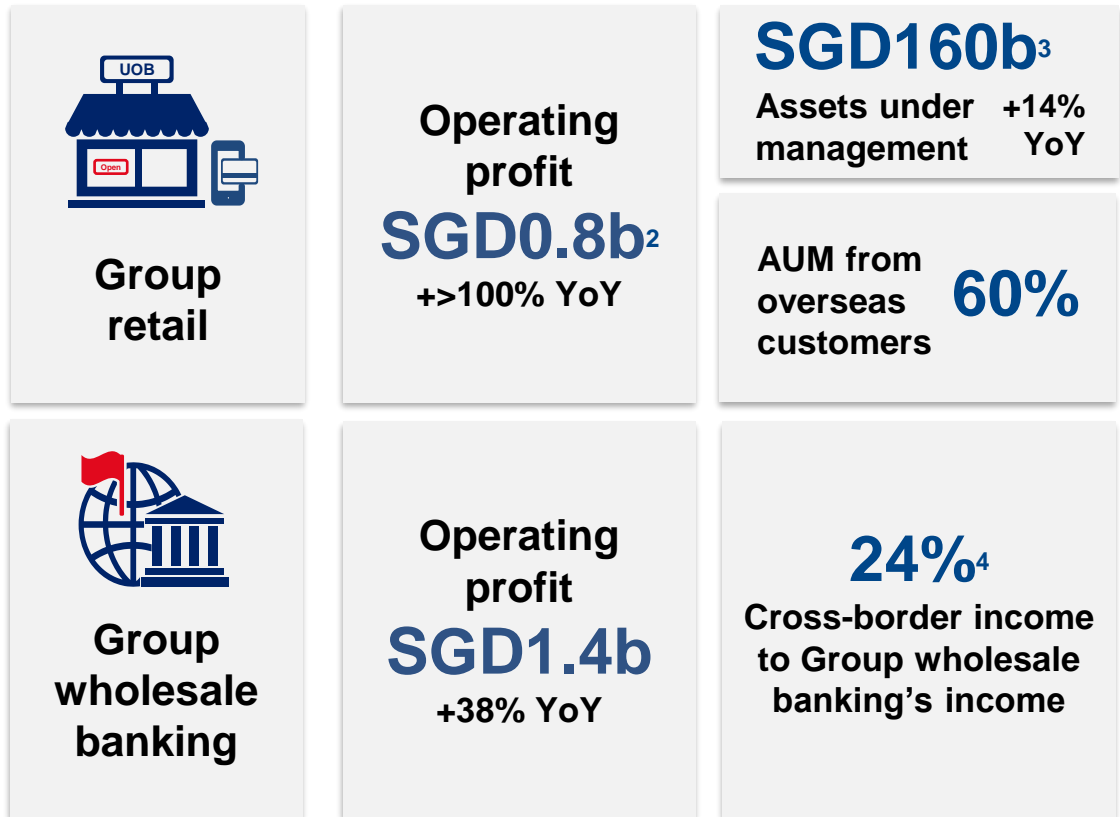 UOB
Open
Group
retail
Operating
profit
SGD0.8b2
+>100% YoY
SGD160b3
Assets under
management
+14%
YoY
AUM from
overseas
customers
60%
Group
wholesale
banking
Operating
profit
SGD1.4b
+38% YoY
24%4
Cross-border income
to Group wholesale
banking’s income